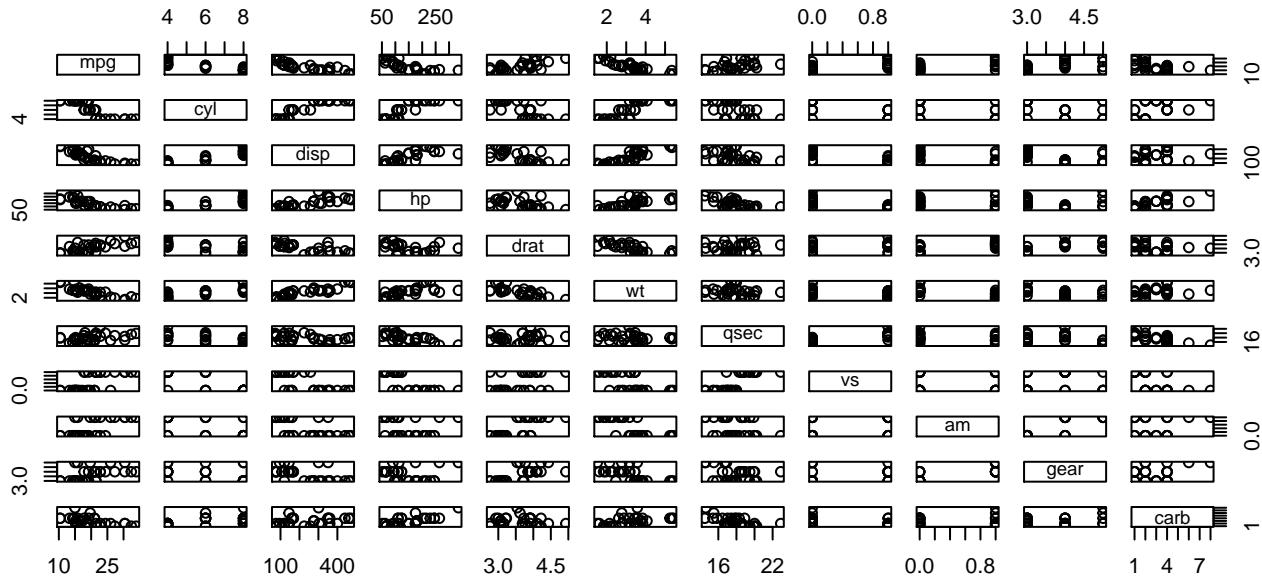 4 6 8 50 250 2 4 0.0 0.8 3.0 4.5
mpg 10
4 cyl
disp 100
50 hp
drat 3.0
2 wt
qsec 16
0.0 vs
am 0.0
3.0 gear
carb 1
10 25 100 400 3.0 4.5 16 22 0.0 0.8 1 4 7